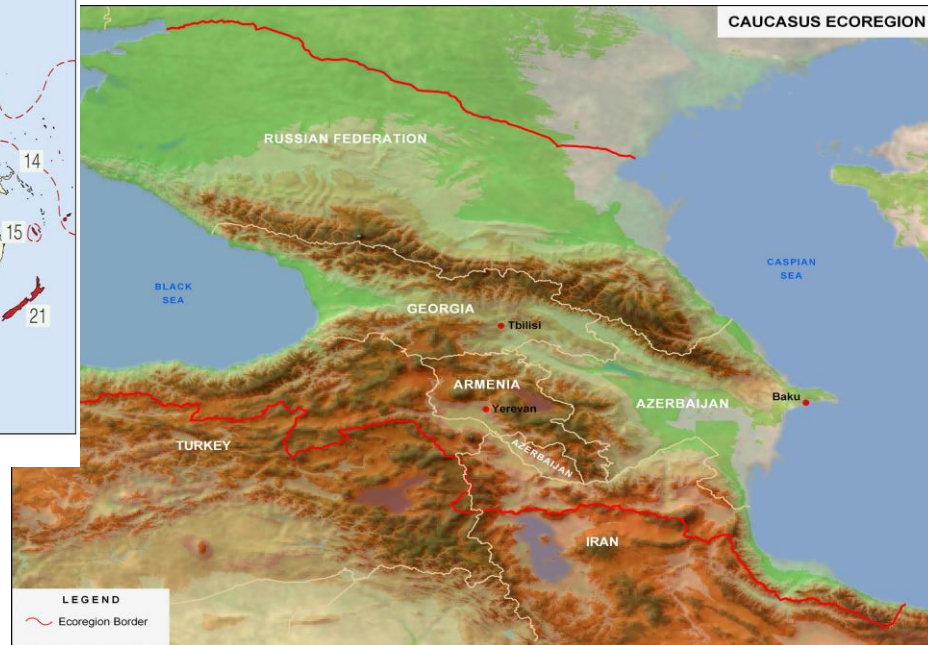 14
15
21
CAUCASUS ECOREGION
RUSSIAN FEDERATION
CASPIAN
SEA
BLACK
SEA
GEORGIA
Tbilisi
ARMENIA
Yerevan
AZERBAIJAN
Baku
AZERBAIJAN
TURKEY
IRAN
LEGEND
Ecoregion Border